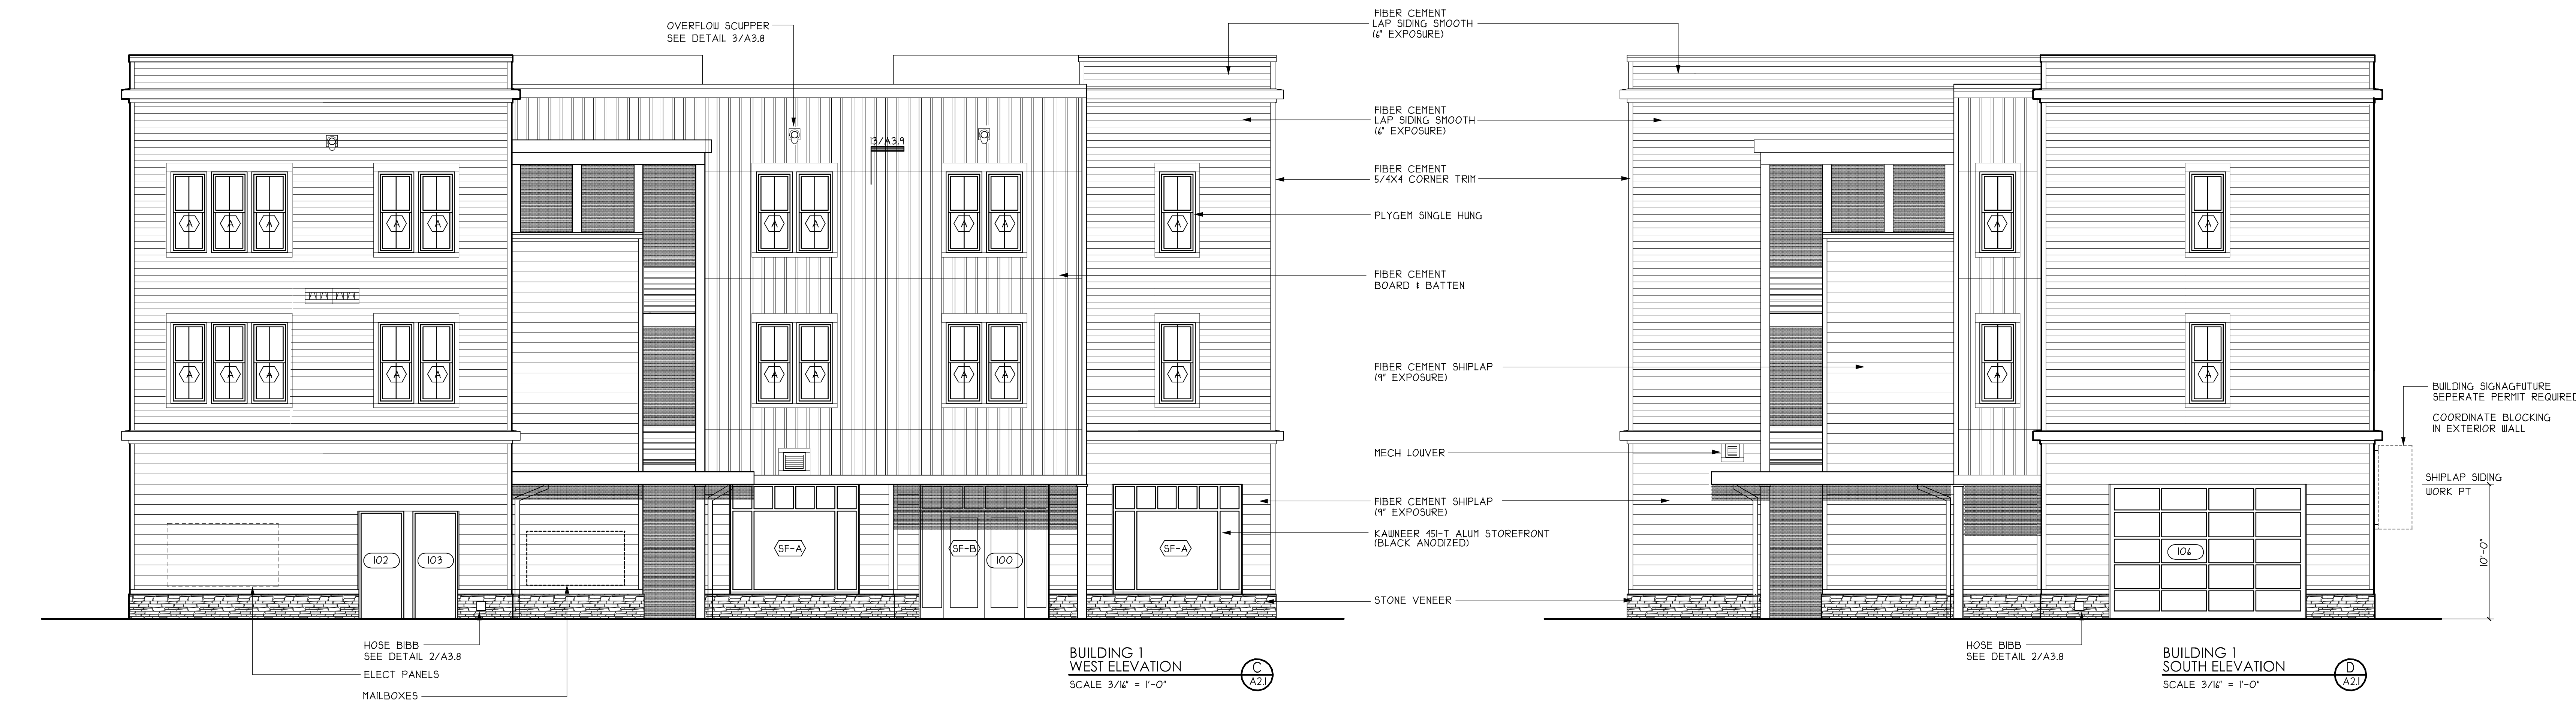 OVERFLOW SCUPPER
SEE DETAIL 3/A3.8
FIBER CEMENT
LAP SIDING SMOOTH
(6" EXPOSURE)
13/A3.9
FIBER CEMENT
LAP SIDING SMOOTH
(6" EXPOSURE)
FIBER CEMENT
5/4X4 CORNER TRIM
PLYGEM SINGLE HUNG
A A A A A A A A A A A A
FIBER CEMENT
BOARD & BATTEN
FIBER CEMENT SHIPLAP
(9" EXPOSURE)
A A A A A A A A A A A A
BUILDING SIGNAGFUTURE
SEPERATE PERMIT REQUIRED
COORDINATE BLOCKING
IN EXTERIOR WALL
MECH LOUVER
SHIPLAP SIDING
WORK PT
FIBER CEMENT SHIPLAP
(9" EXPOSURE)
KAWNEER 451-T ALUM STOREFRONT
(BLACK ANODIZED)
102 103 SF-A SF-B 100 SF-A 106
10'-0"
STONE VENEER
HOSE BIBB
SEE DETAIL 2/A3.8
ELECT PANELS
MAILBOXES
BUILDING 1
WEST ELEVATION
SCALE 3/16" = 1'-0"
C
A2.1
HOSE BIBB
SEE DETAIL 2/A3.8
BUILDING 1
SOUTH ELEVATION
SCALE 3/16" = 1'-0"
D
A2.1